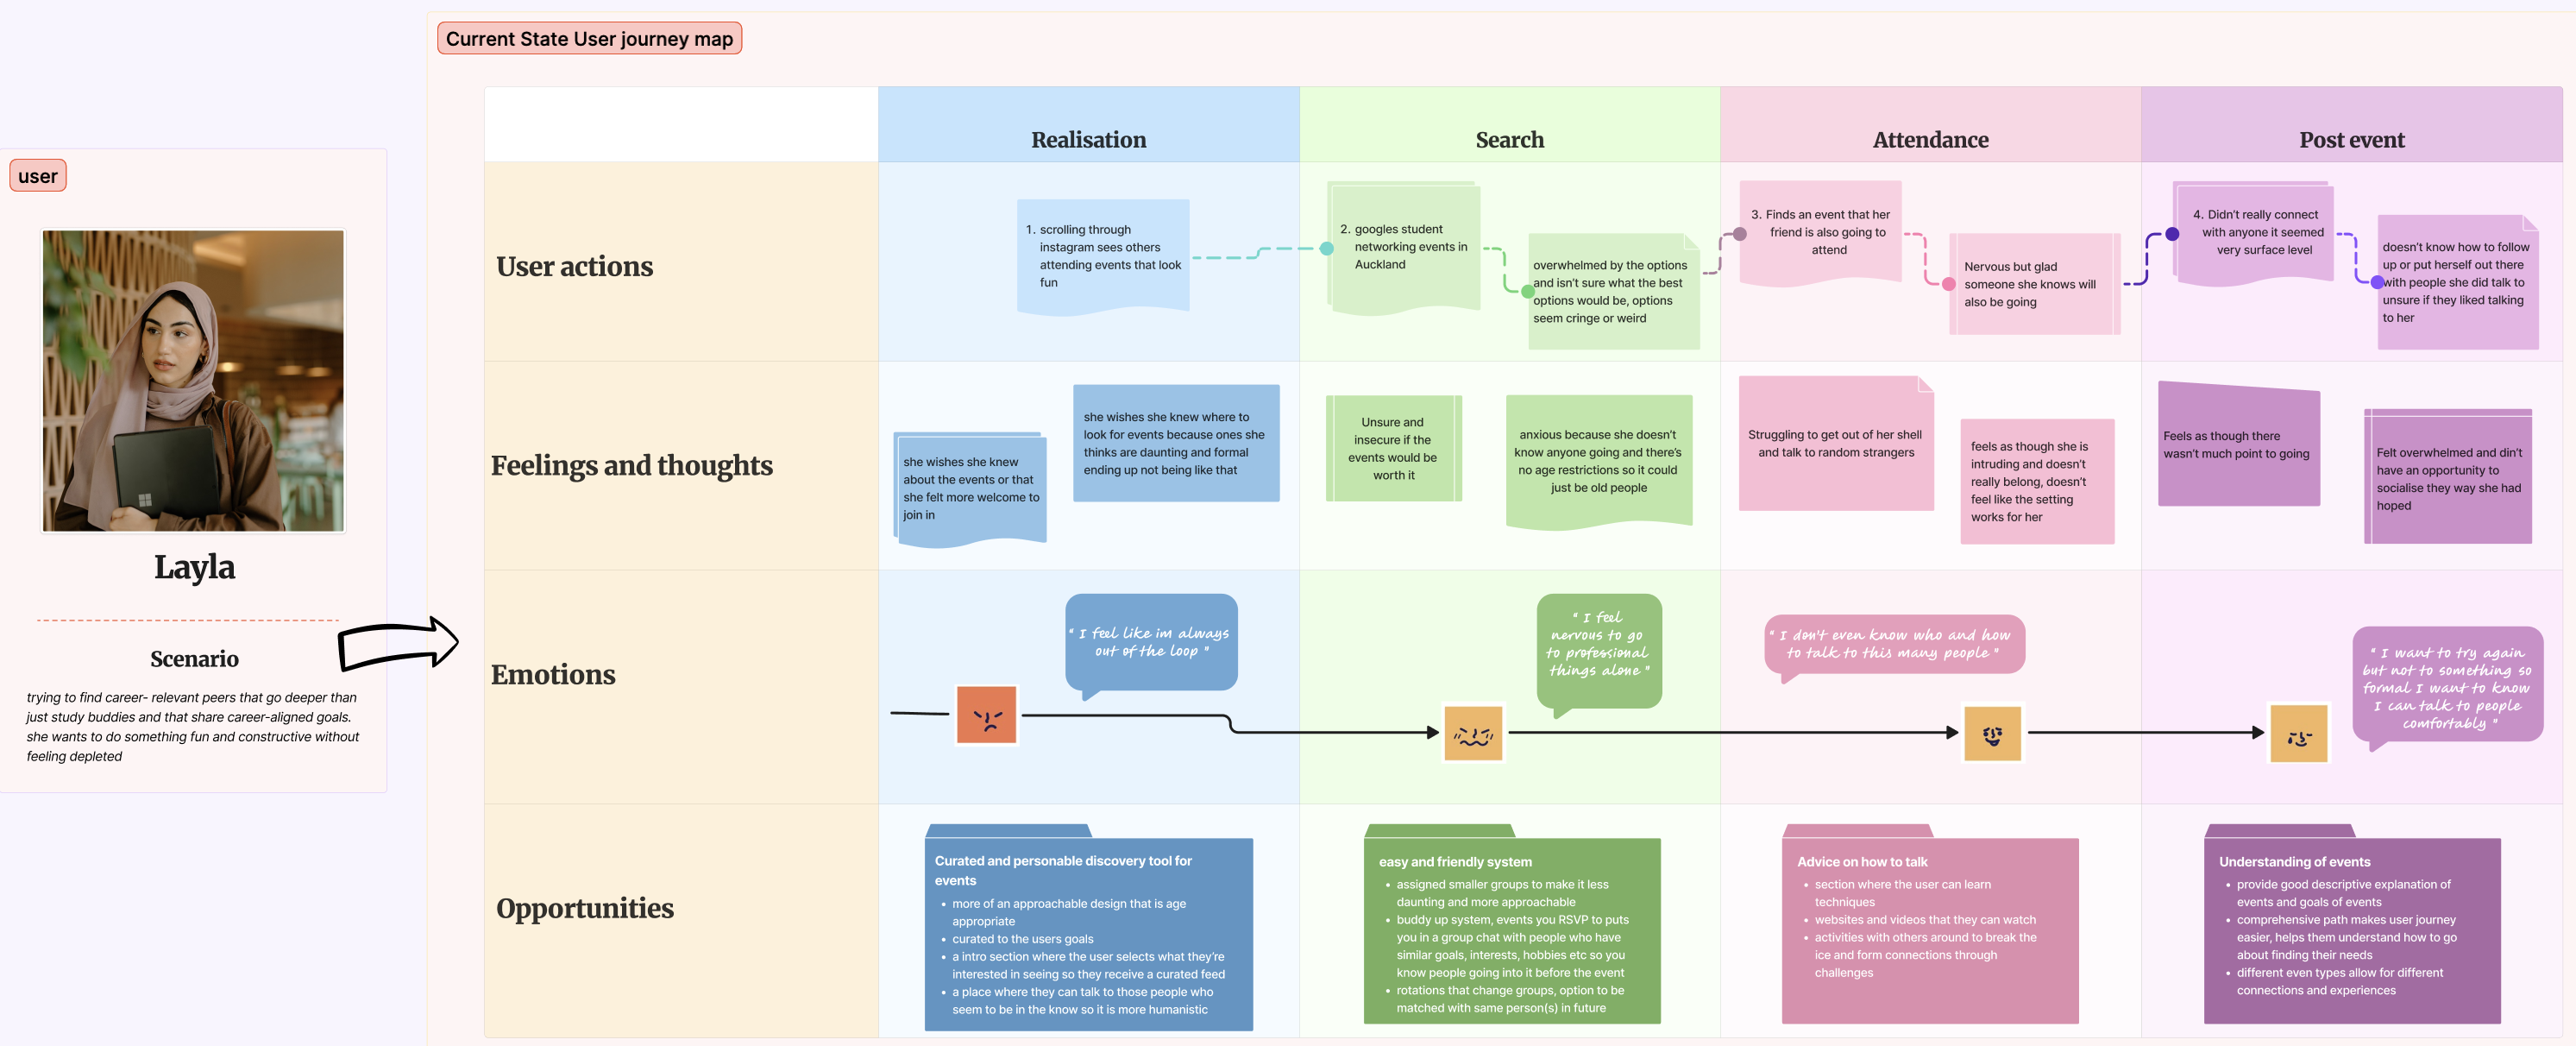 Current State User journey map
user
Layla
Scenario
trying to find career- relevant peers that go deeper than
just study buddies and that share career-aligned goals.
she wants to do something fun and constructive without
feeling depleted
Realisation
Search
Attendance
Post event
User actions
1. scrolling through
instagram sees others
attending events that look
fun
2. googles student
networking events in
Auckland
overwhelmed by the options
and isn't sure what the best
options would be, options
seem cringe or weird
3. Finds an event that her
friend is also going to
attend
Nervous but glad
someone she knows will
also be going
4. Didn't really connect
with anyone it seemed
very surface level
doesn't know how to follow
up or put herself out there
with people she did talk to
unsure if they liked talking
to her
Feelings and thoughts
she wishes she knew
about the events or that
she felt more welcome to
join in
she wishes she knew where to
look for events because ones she
thinks are daunting and formal
ending up not being like that
Unsure and
insecure if the
events would be
worth it
anxious because she doesn't
know anyone going and there's
no age restrictions so it could
just be old people
Struggling to get out of her shell
and talk to random strangers
feels as though she is
intruding and doesn't
really belong, doesn't
feel like the setting
works for her
Feels as though there
wasn't much point to going
Felt overwhelmed and din't
have an opportunity to
socialise they way she had
hoped
Emotions
" I feel like im always
out of the loop "
" I feel
nervous to go
to professional
things alone "
" I don't even know who and how
to talk to this many people "
" I want to try again
but not to something so
formal I want to know
I can talk to people
comfortably "
Opportunities
Curated and personable discovery tool for
events
• more of an approachable design that is age
appropriate
• curated to the users goals
• a intro section where the user selects what they're
interested in seeing so they receive a curated feed
• a place where they can talk to those people who
seem to be in the know so it is more humanistic
easy and friendly system
• assigned smaller groups to make it less
daunting and more approachable
• buddy up system, events you RSVP to puts
you in a group chat with people who have
similar goals, interests, hobbies etc so you
know people going into it before the event
• rotations that change groups, option to be
matched with same person(s) in future
Advice on how to talk
• section where the user can learn
techniques
• websites and videos that they can watch
• activities with others around to break the
ice and form connections through
challenges
Understanding of events
• provide good descriptive explanation of
events and goals of events
• comprehensive path makes user journey
easier, helps them understand how to go
about finding their needs
• different even types allow for different
connections and experiences